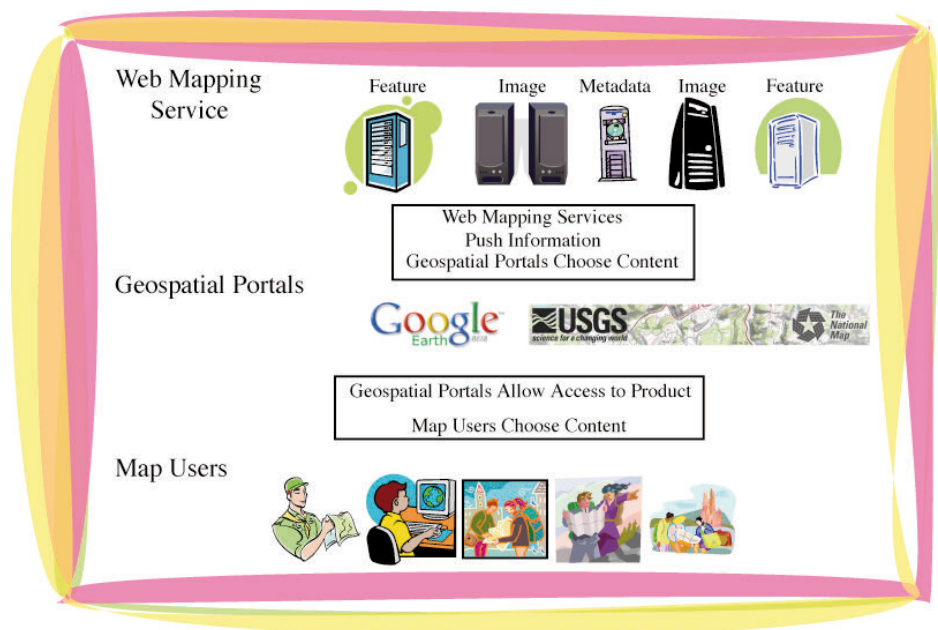 Web Mapping
Service
Feature
Image
Metadata
Image
Feature
Web Mapping Services
Push Information
Geospatial Portals Choose Content
Geospatial Portals
Google™
Earth BETA
USGS
science for a changing world
The
National
Map
Geospatial Portals Allow Access to Product
Map Users Choose Content
Map Users